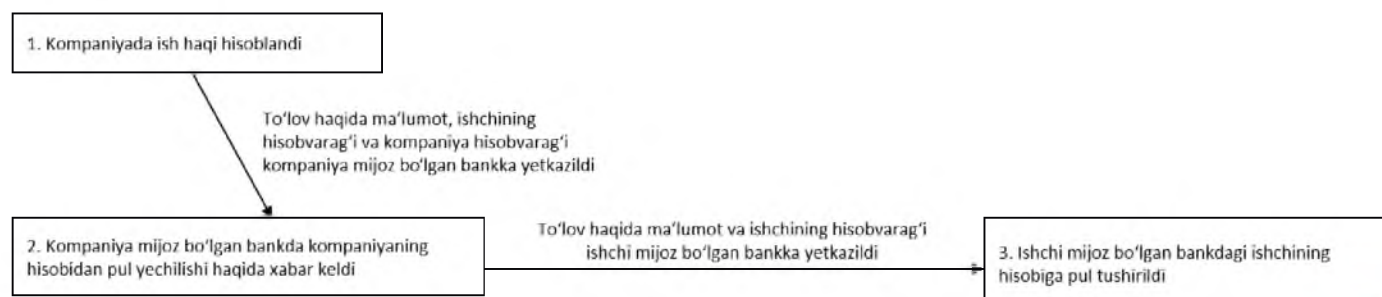 1. Kompaniyada ish haqi hisoblandi
To‘lov haqida ma‘lumot, ishchining
hisobvarag‘i va kompaniya hisobvarag‘i
kompaniya mijoz bo‘lgan bankka yetkazildi
2. Kompaniya mijoz bo‘lgan bankda kompaniyaning
hisobidan pul yechilishi haqida xabar keldi
To‘lov haqida ma‘lumot va ishchining hisobvarag‘i
ishchi mijoz bo‘lgan bankka yetkazildi
3. Ishchi mijoz bo‘lgan bankdagi ishchining
hisobiga pul tushirildi